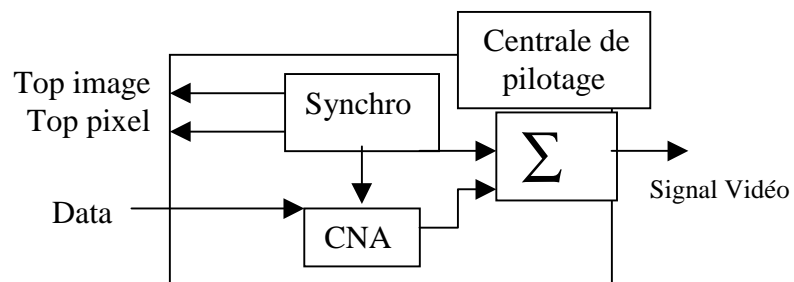 Centrale de
pilotage
Top image
Top pixel
Synchro
∑
Signal Vidéo
Data
CNA